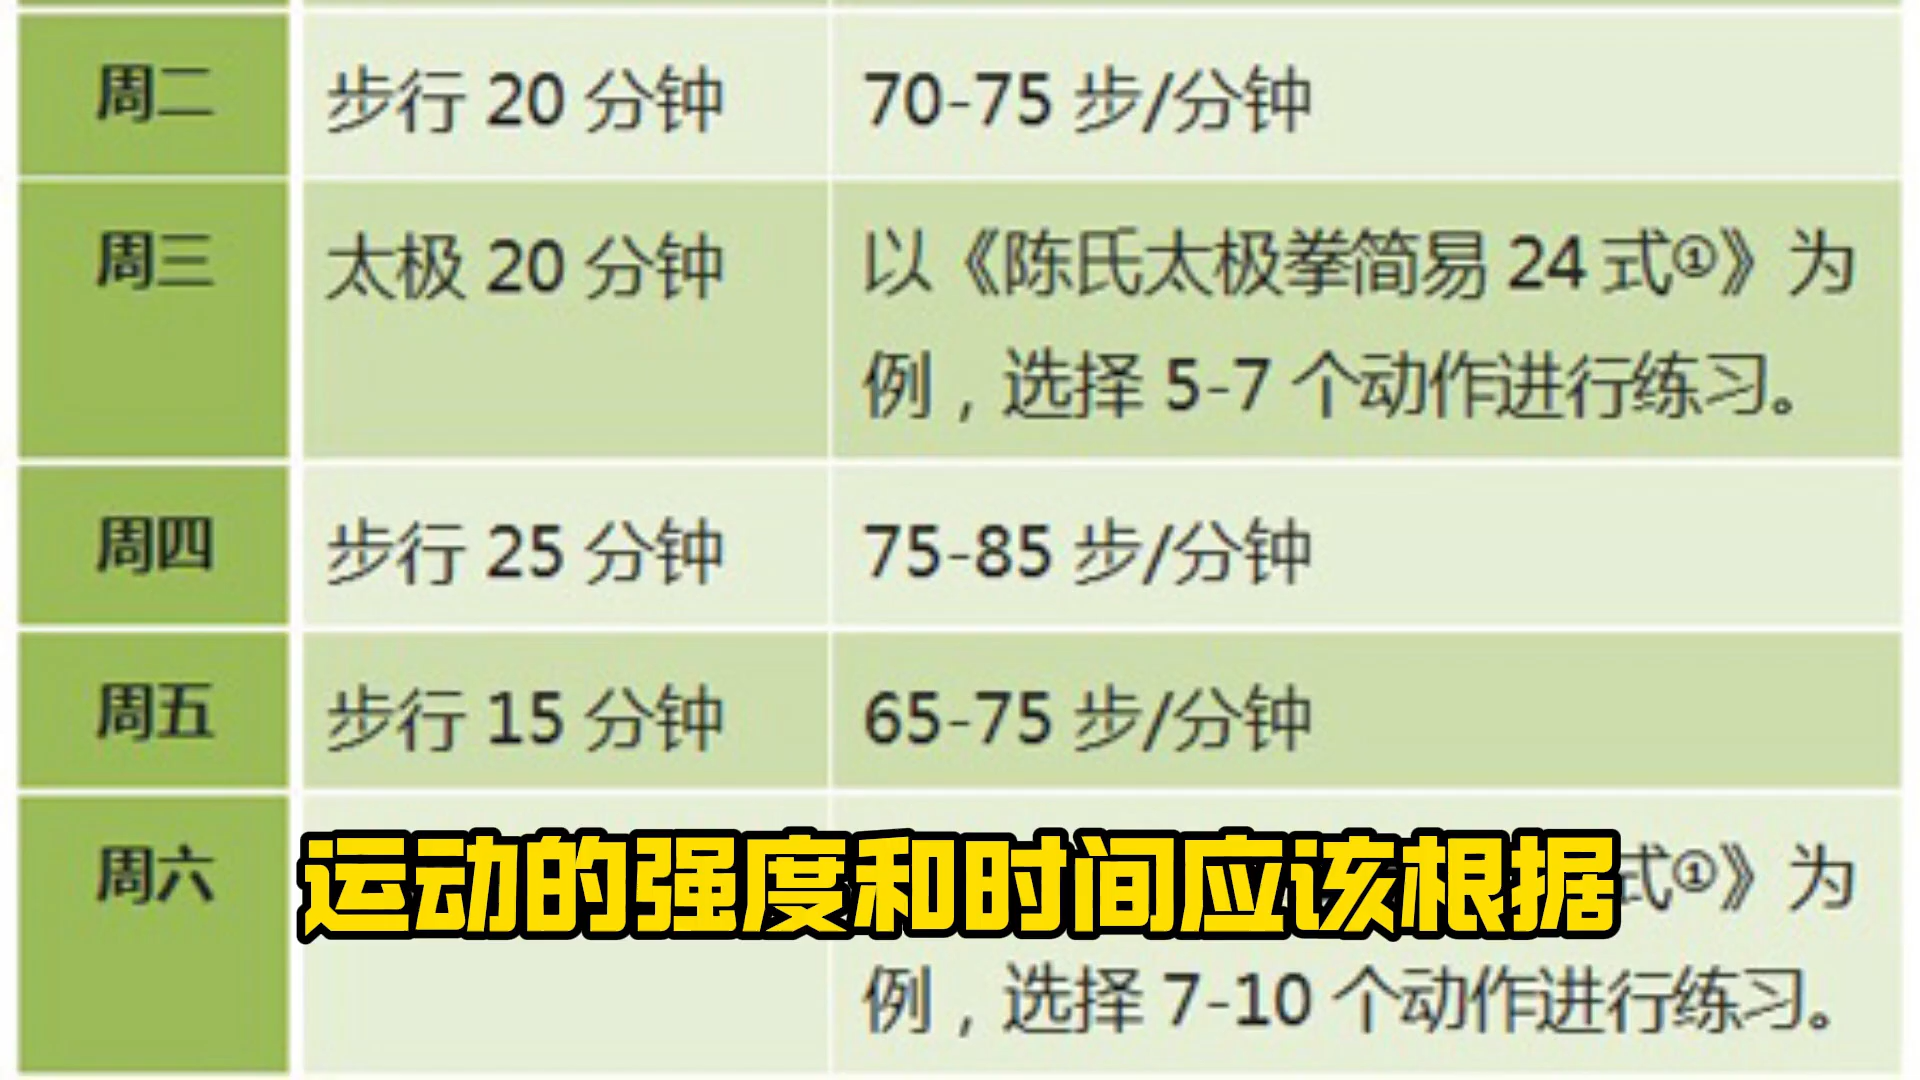 周二 步行 20 分钟 70-75 步/分钟
周三 太极 20 分钟 以《陈氏太极拳简易 24 式①》为
例，选择 5-7 个动作进行练习。
周四 步行 25 分钟 75-85 步/分钟
周五 步行 15 分钟 65-75 步/分钟
周六 式①》为
运动的强度和时间应该根据
例，选择 7-10 个动作进行练习。